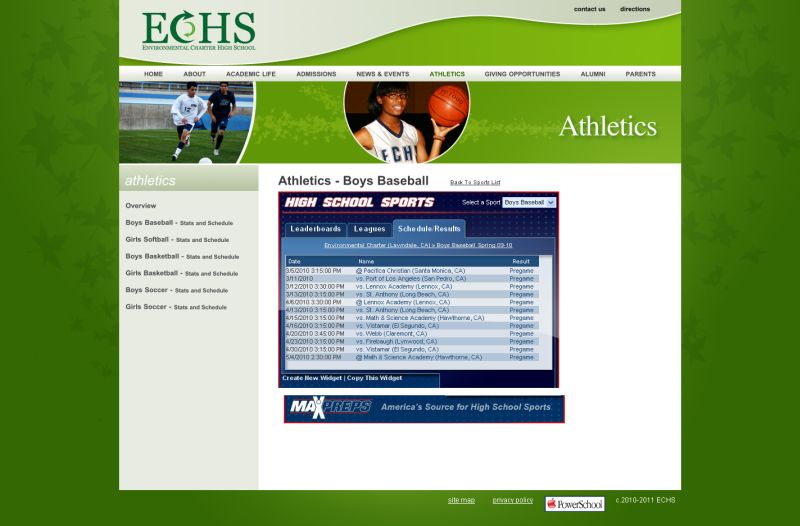 contact us directions
ECHS
ENVIRONMENTAL CHARTER HIGH SCHOOL
HOME ABOUT ACADEMIC LIFE ADMISSIONS NEWS & EVENTS ATHLETICS GIVING OPPORTUNITIES ALUMNI PARENTS
12
ECHS
Athletics
athletics
Overview
Boys Baseball - Stats and Schedule
Girls Softball - Stats and Schedule
Boys Basketball - Stats and Schedule
Girls Basketball - Stats and Schedule
Boys Soccer - Stats and Schedule
Girls Soccer - Stats and Schedule
Athletics - Boys Baseball Back To Sports List
HIGH SCHOOL SPORTS Select a Sport Boys Baseball
Leaderboards Leagues Schedule/Results
Environmental Charter (Lawndale, CA) > Boys Baseball Spring 09-10
Date Name Result
3/5/2010 3:15:00 PM @ Pacifica Christian (Santa Monica, CA) Pregame
3/11/2010 vs. Port of Los Angeles (San Pedro, CA) Pregame
3/12/2010 3:30:00 PM vs. Lennox Academy (Lennox, CA) Pregame
3/13/2010 3:15:00 PM vs. St. Anthony (Long Beach, CA) Pregame
4/6/2010 3:30:00 PM @ Lennox Academy (Lennox, CA) Pregame
4/13/2010 3:15:00 PM vs. St. Anthony (Long Beach, CA) Pregame
4/15/2010 3:15:00 PM vs. Math & Science Academy (Hawthorne, CA) Pregame
4/16/2010 3:15:00 PM vs. Vistamar (El Segundo, CA) Pregame
4/20/2010 3:45:00 PM vs. Webb (Claremont, CA) Pregame
4/23/2010 3:15:00 PM vs. Firebaugh (Lynwood, CA) Pregame
4/30/2010 3:15:00 PM vs. Vistamar (El Segundo, CA) Pregame
5/4/2010 2:30:00 PM @ Math & Science Academy (Hawthorne, CA) Pregame
Create New Widget | Copy This Widget
MAXPREPS America's Source for High School Sports
site map privacy policy PowerSchool c.2010-2011 ECHS